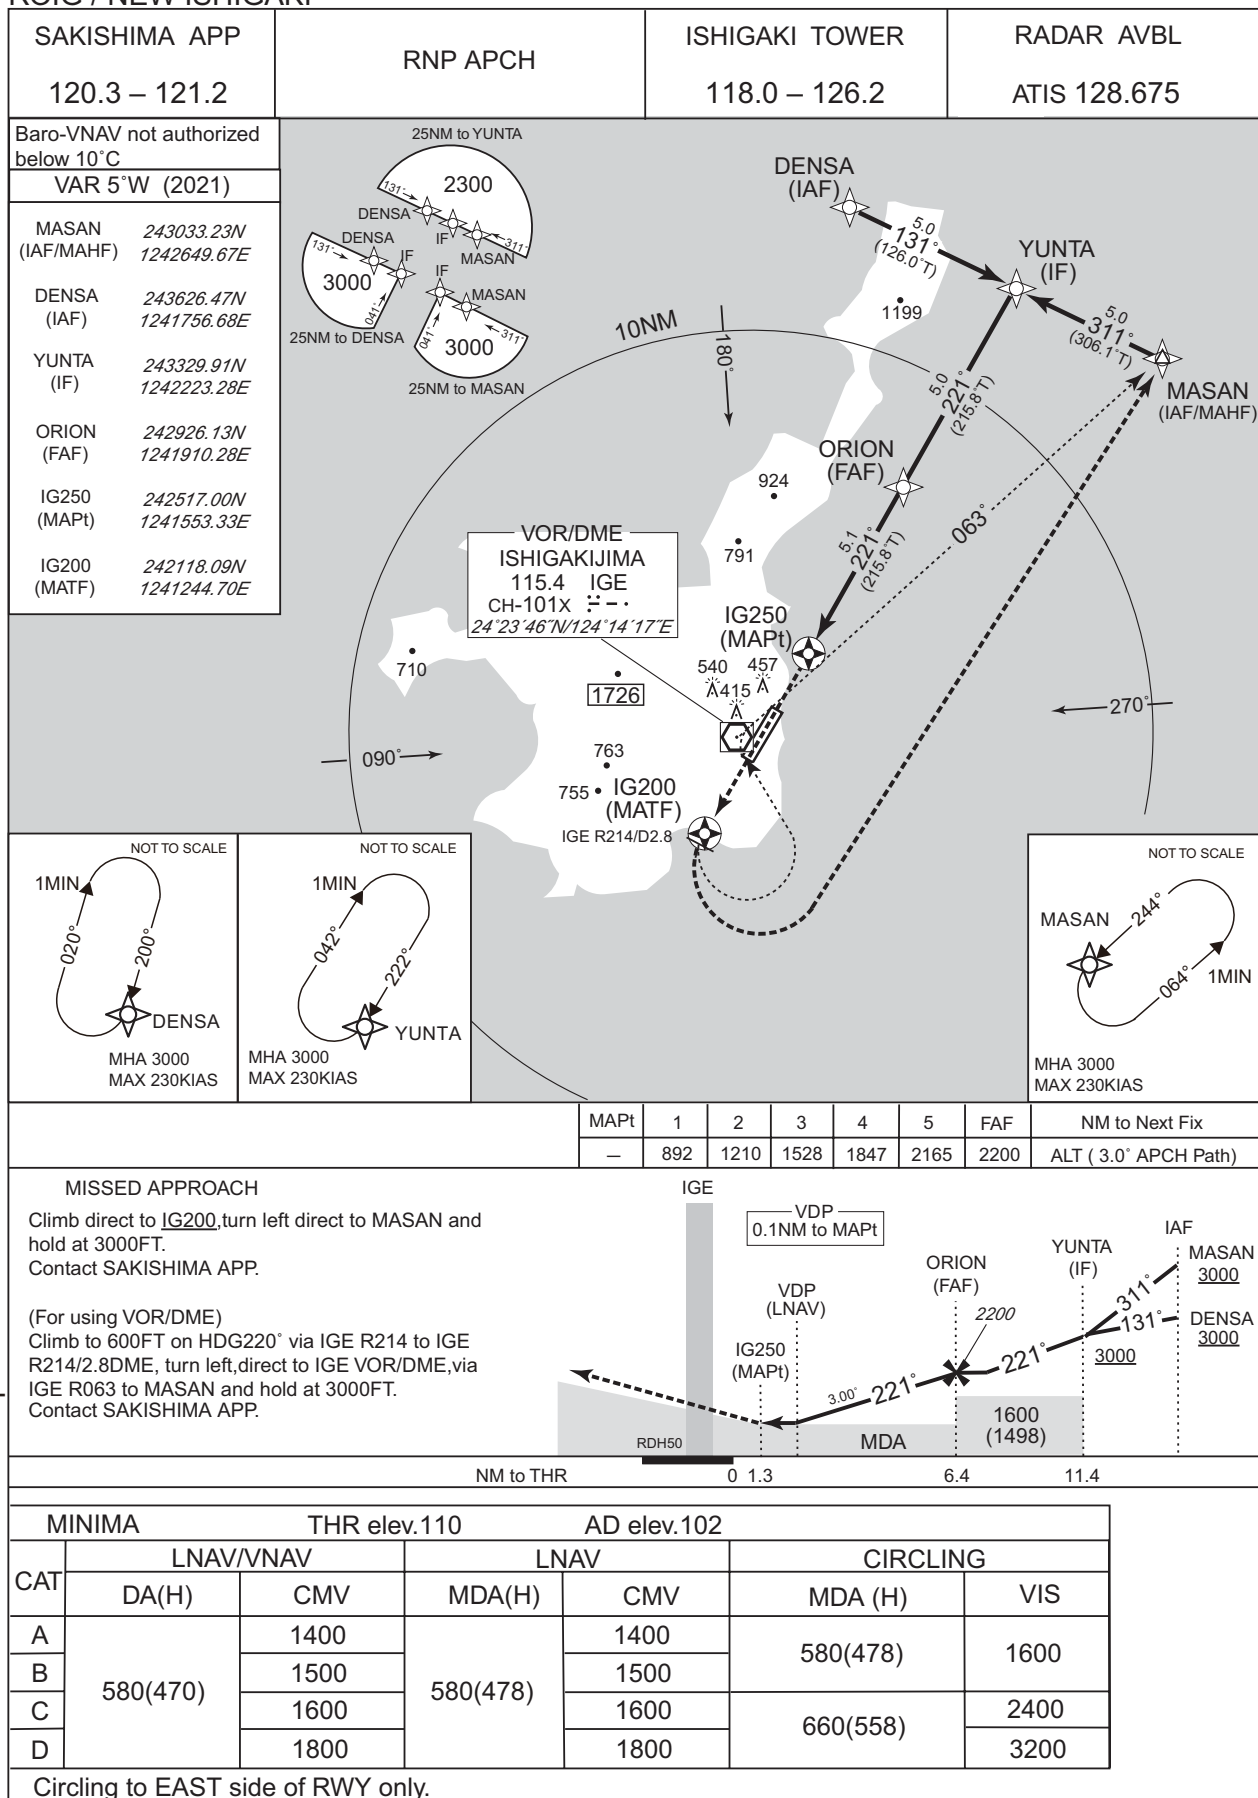 ROIG / NEW ISHIGAKI
SAKISHIMA APP
120.3 – 121.2
RNP APCH
ISHIGAKI TOWER
118.0 – 126.2
RADAR AVBL
ATIS 128.675
Baro-VNAV not authorized
below 10˚C
VAR 5˚W (2021)
MASAN
(IAF/MAHF)
243033.23N
1242649.67E
DENSA
(IAF)
243626.47N
1241756.68E
YUNTA
(IF)
243329.91N
1242223.28E
ORION
(FAF)
242926.13N
1241910.28E
IG250
(MAPt)
242517.00N
1241553.33E
IG200
(MATF)
242118.09N
1241244.70E
25NM to YUNTA
2300
131˚
DENSA
IF
MASAN
311˚
131˚
DENSA
IF
3000
041˚
25NM to DENSA
IF
MASAN
041˚
311˚
3000
25NM to MASAN
DENSA
(IAF)
5.0
131˚
(126.0˚T)
YUNTA
(IF)
5.0
311˚
(306.1˚T)
MASAN
(IAF/MAHF)
1199
10NM
180˚
5.0
221˚
(215.8˚T)
ORION
(FAF)
924
063˚
791
5.1
221˚
(215.8˚T)
VOR/DME
ISHIGAKIJIMA
115.4 IGE
CH-101X
24˚23´46˝N/124˚14´17˝E
IG250
(MAPt)
710
1726
540
457
415
270˚
090˚
763
755
IG200
(MATF)
IGE R214/D2.8
NOT TO SCALE
1MIN
020˚
200˚
DENSA
MHA 3000
MAX 230KIAS
NOT TO SCALE
1MIN
042˚
222˚
YUNTA
MHA 3000
MAX 230KIAS
NOT TO SCALE
MASAN
244˚
064˚
1MIN
MHA 3000
MAX 230KIAS
MAPt 1 2 3 4 5 FAF NM to Next Fix
– 892 1210 1528 1847 2165 2200 ALT ( 3.0˚ APCH Path)
MISSED APPROACH
Climb direct to IG200,turn left direct to MASAN and
hold at 3000FT.
Contact SAKISHIMA APP.
(For using VOR/DME)
Climb to 600FT on HDG220˚ via IGE R214 to IGE
R214/2.8DME, turn left,direct to IGE VOR/DME,via
IGE R063 to MASAN and hold at 3000FT.
Contact SAKISHIMA APP.
IGE
VDP
0.1NM to MAPt
IAF
MASAN
3000
DENSA
3000
YUNTA
(IF)
ORION
(FAF)
VDP
(LNAV)
IG250
(MAPt)
2200
311˚
131˚
3000
221˚
3.00˚
221˚
1600
(1498)
MDA
RDH50
NM to THR 0 1.3 6.4 11.4
MINIMA THR elev.110 AD elev.102
CAT LNAV/VNAV LNAV CIRCLING
DA(H) CMV MDA(H) CMV MDA (H) VIS
A 580(470) 1400 580(478) 1400 580(478) 1600
B 1500 1500
C 1600 1600 660(558) 2400
D 1800 1800 3200
Circling to EAST side of RWY only.